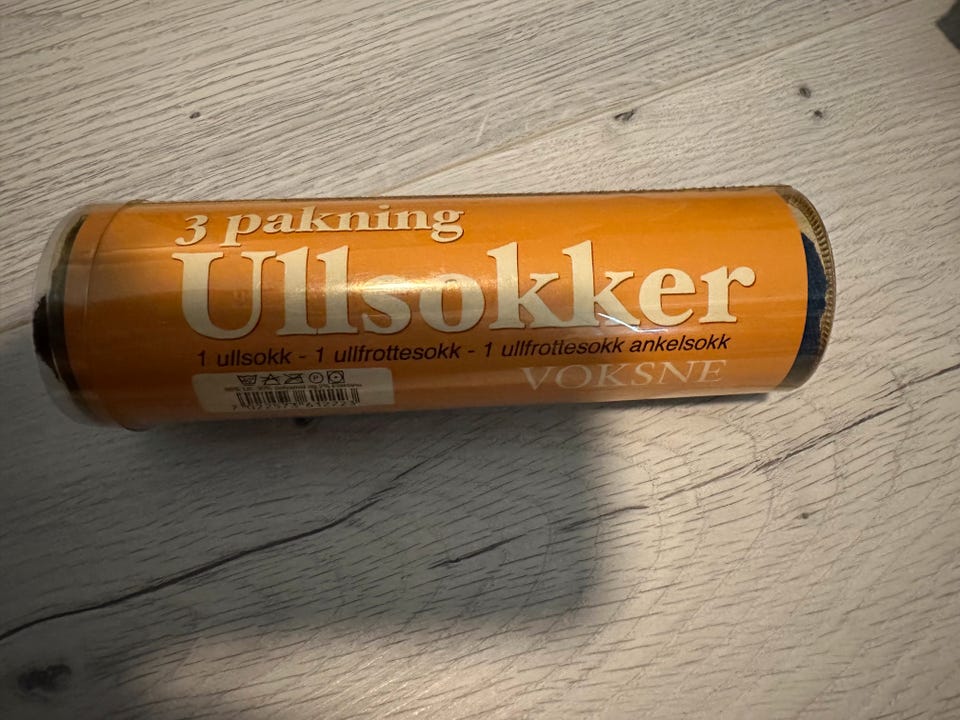 3 pakning
Ullsokker
1 ullsokk - 1 ullfrottesokk - 1 ullfrottesokk ankelsokk
VOKSNE